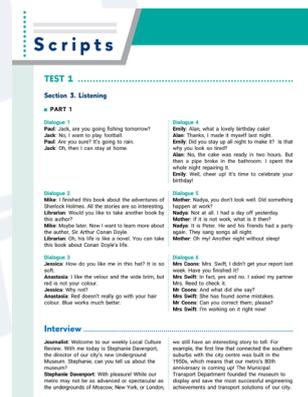 Scripts
TEST 1
Section 3. Listening
PART 1
Dialogue 1
Paul: Jack, are you going fishing tomorrow?
Jack: No, I want to play football.
Paul: Are you sure? It's going to rain.
Jack: Oh, then I can stay at home.
Dialogue 2
Mike: I finished this book about the adventures of
Sherlock Holmes. All the stories are so interesting.
Librarian: Would you like to take another book by
this author?
Mike: Maybe later. Now I want to learn more about
the author, Sir Arthur Conan Doyle.
Librarian: Oh, his life is like a novel. You can take
this book about Conan Doyle's life.
Dialogue 3
Jessica: How do you like me in this hat? It is so
soft.
Anastasia: I like the velour and the wide brim, but
red is not your colour.
Jessica: Why not?
Anastasia: Red doesn't really go with your hair
colour. Blue works much better.
Dialogue 4
Emily: Alan, what a lovely birthday cake!
Alan: Thanks, I made it myself last night.
Emily: Did you stay up all night to make it? Is that
why you look so tired?
Alan: No, the cake was ready in two hours. But
then a pipe broke in the bathroom. I spent the
whole night repairing it.
Emily: Well, cheer up! It's time to celebrate your
birthday!
Dialogue 5
Mother: Nadya, you don't look well. Did something
happen at work?
Nadya: Not at all. I had a day off yesterday.
Mother: If it is not work, what is it then?
Nadya: It is Peter. He and his friends had a party
again. They sang songs all night.
Mother: Oh my! Another night without sleep!
Dialogue 6
Mrs Coons: Mrs. Swift, I didn't get your report last
week. Have you finished it?
Mrs Swift: In fact, yes and no. I asked my partner
Mrs. Reed to check it.
Mr Coons: And what did she say?
Mrs Swift: She has found some mistakes.
Mr Coons: Can you correct them, please?
Mrs Swift: I'm working on it right now!
Interview
Journalist: Welcome to our weekly Local Culture
Review. With me today is Stephanie Davenport,
the director of our city's new Underground
Museum. Stephanie, can you tell us about the
museum?
Stephanie Davenport: With pleasure! While our
metro may not be as advanced or spectacular as
the undergrounds of Moscow, New York, or London,
we still have an interesting story to tell. For
example, the first line that connected the southern
suburbs with the city centre was built in the
1950s, which means that our metro's 80th
anniversary is coming up! The Municipal
Transport Department founded the museum to
display and save the most successful engineering
achievements and transport solutions of our city.